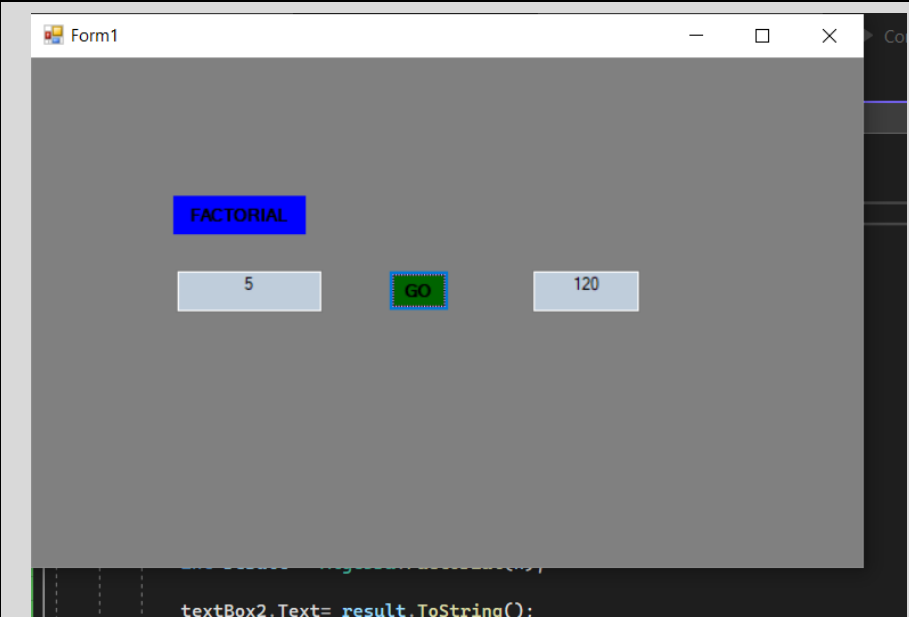 Form1
FACTORIAL
5
GO
120
textBox2.Text= result.ToString();